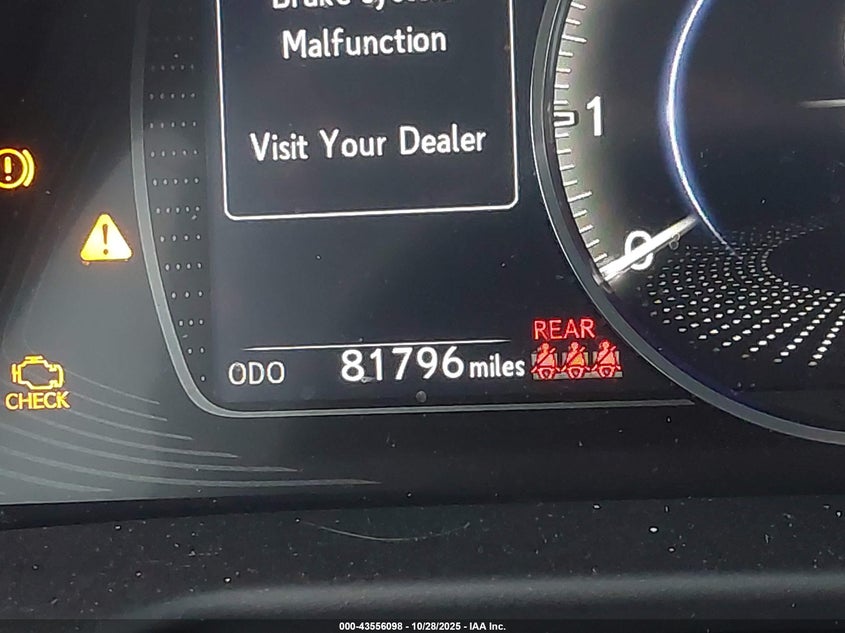 Malfunction
Visit Your Dealer
1
0
REAR
ODO 81796 miles
CHECK
000-43556098 - 10/28/2025 - IAA Inc.